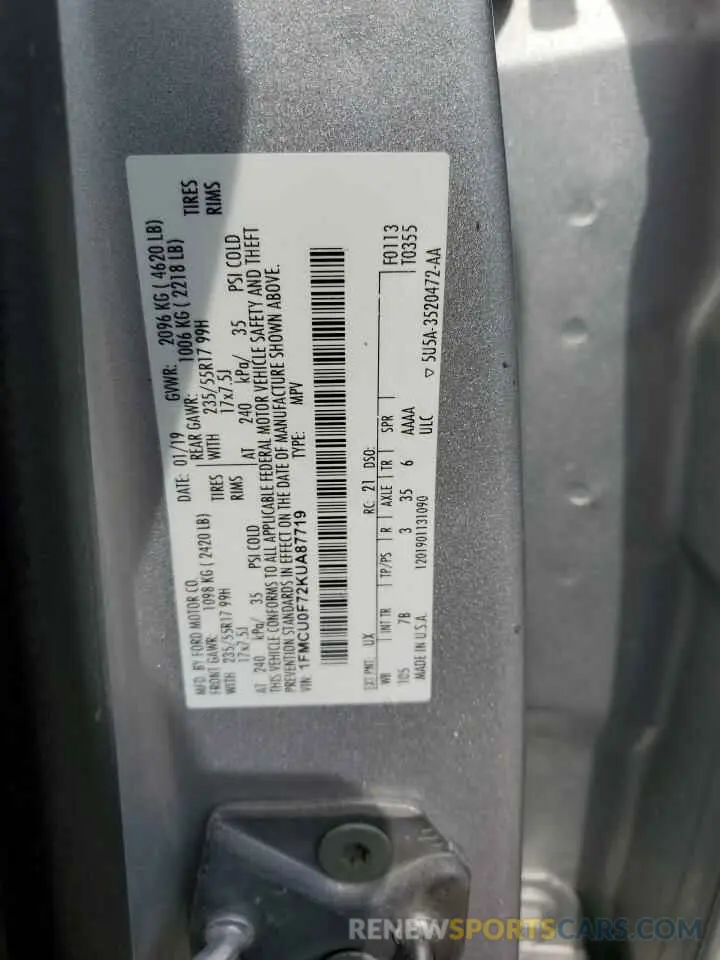 MFD. BY FORD MOTOR CO.
DATE: 01/19
GVWR: 2096 KG ( 4620 LB)
FRONT GAWR: 1098 KG ( 2420 LB)
REAR GAWR: 1006 KG ( 2218 LB)
WITH 235/55R17 99H TIRES
WITH 235/55R17 99H TIRES
17x7.5J RIMS
17x7.5J RIMS
AT 240 kPa/ 35 PSI COLD
AT 240 kPa/ 35 PSI COLD
THIS VEHICLE CONFORMS TO ALL APPLICABLE FEDERAL MOTOR VEHICLE SAFETY AND THEFT
PREVENTION STANDARDS IN EFFECT ON THE DATE OF MANUFACTURE SHOWN ABOVE.
VIN: 1FMCU0F72KUA87719
TYPE: MPV
EXT PNT: UX RC: 21 DSO:
WB INT TR TP/PS R AXLE TR SPR
105 7B 3 35 6 AAAA
MADE IN U.S.A. 1201901131090 ULC
F0113
T0355
▽ 5U5A-3520472-AA
RENEWSPORTSCARS.COM